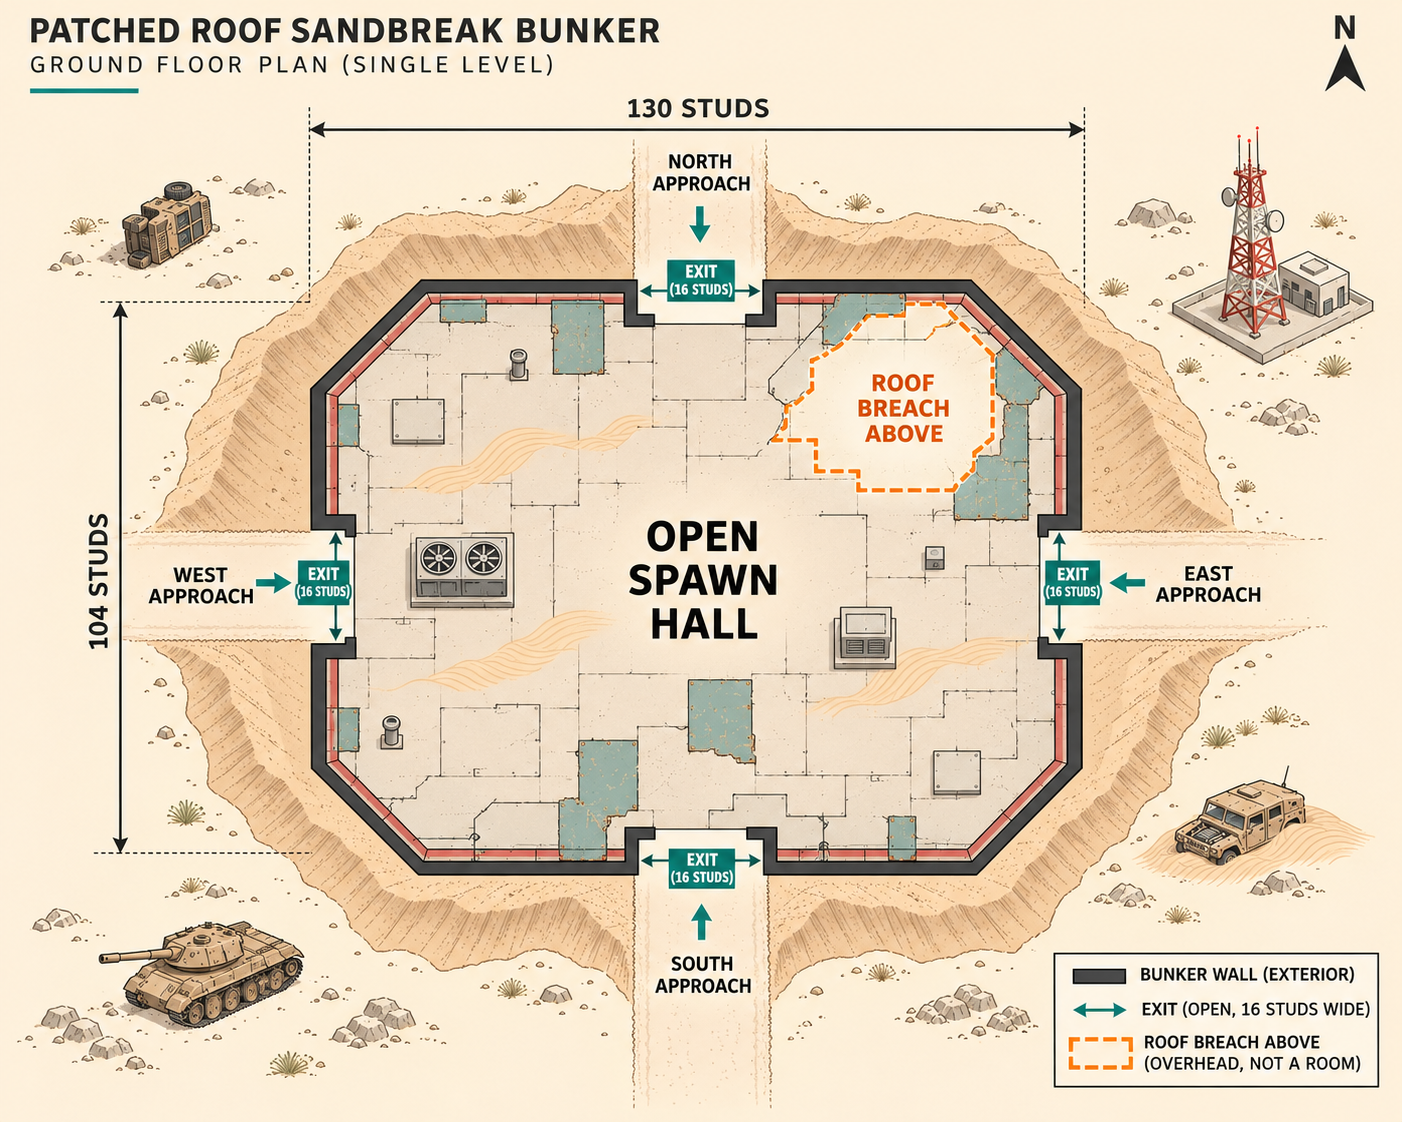 PATCHED ROOF SANDBREAK BUNKER
GROUND FLOOR PLAN (SINGLE LEVEL)
N
130 STUDS
NORTH
APPROACH
EXIT
(16 STUDS)
ROOF
BREACH
ABOVE
104 STUDS
OPEN
SPAWN
HALL
WEST
APPROACH
EXIT
(16 STUDS)
EXIT
(16 STUDS)
EAST
APPROACH
EXIT
(16 STUDS)
SOUTH
APPROACH
BUNKER WALL (EXTERIOR)
EXIT (OPEN, 16 STUDS WIDE)
ROOF BREACH ABOVE
(OVERHEAD, NOT A ROOM)